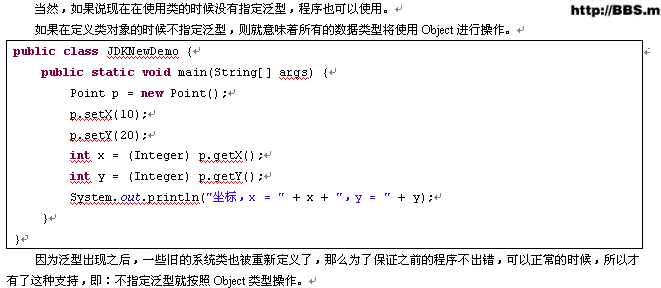 http://BBS.m
当然，如果说现在在使用类的时候没有指定泛型，程序也可以使用。
如果在定义类对象的时候不指定泛型，则就意味着所有的数据类型将使用 Object 进行操作。
public class JDKNewDemo {
public static void main(String[] args) {
Point p = new Point();
p.setX(10);
p.setY(20);
int x = (Integer) p.getX();
int y = (Integer) p.getY();
System.out.println("坐标，x = " + x + "，y = " + y);
}
}
因为泛型出现之后，一些旧的系统类也被重新定义了，那么为了保证之前的程序不出错，可以正常的时候，所以才
有了这种支持，即：不指定泛型就按照 Object 类型操作。